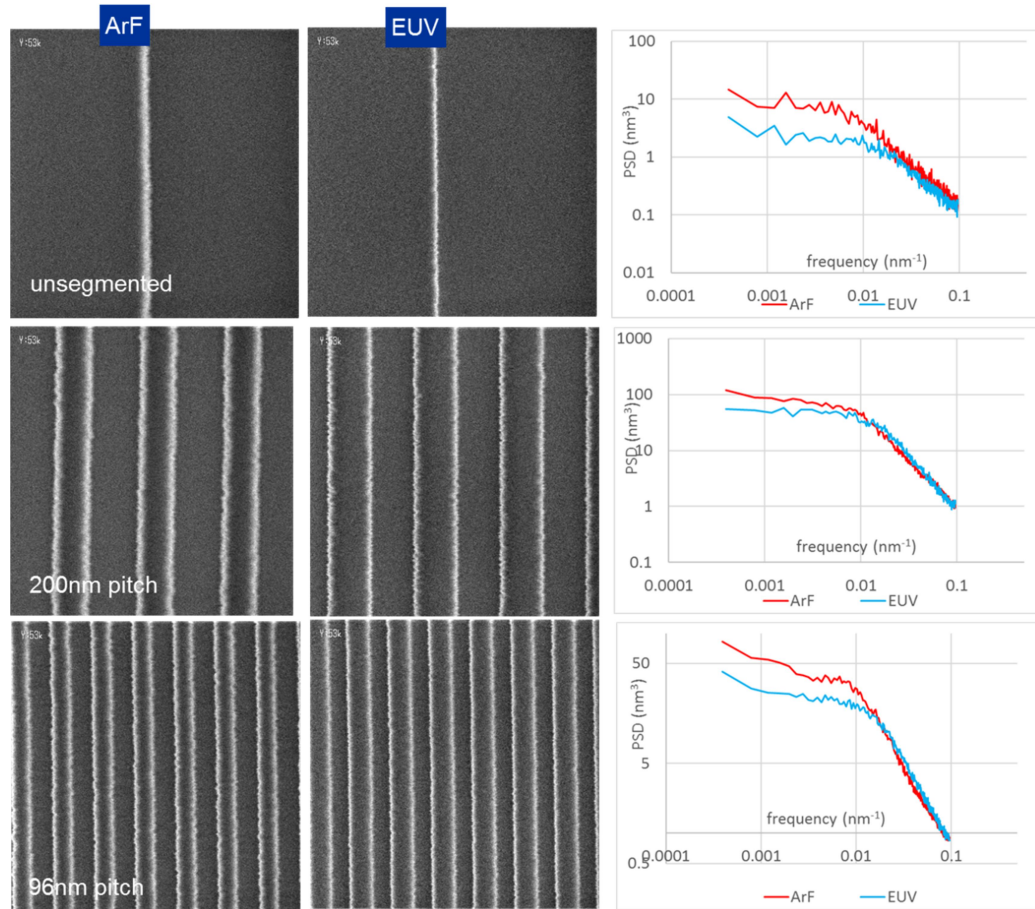 ArF
EUV
Y:53k
unsegmented
Y:53k
100
10
1
0.1
0.01
PSD (nm³)
frequency (nm⁻¹)
0.0001
0.001
0.01
0.1
ArF
EUV
Y:53k
200nm pitch
Y:53k
1000
100
10
1
0.1
PSD (nm³)
frequency (nm⁻¹)
0.0001
0.001
0.01
0.1
ArF
EUV
Y:53k
96nm pitch
Y:53k
50
5
0.5
PSD (nm³)
frequency (nm⁻¹)
0.0001
0.001
0.01
0.1
ArF
EUV